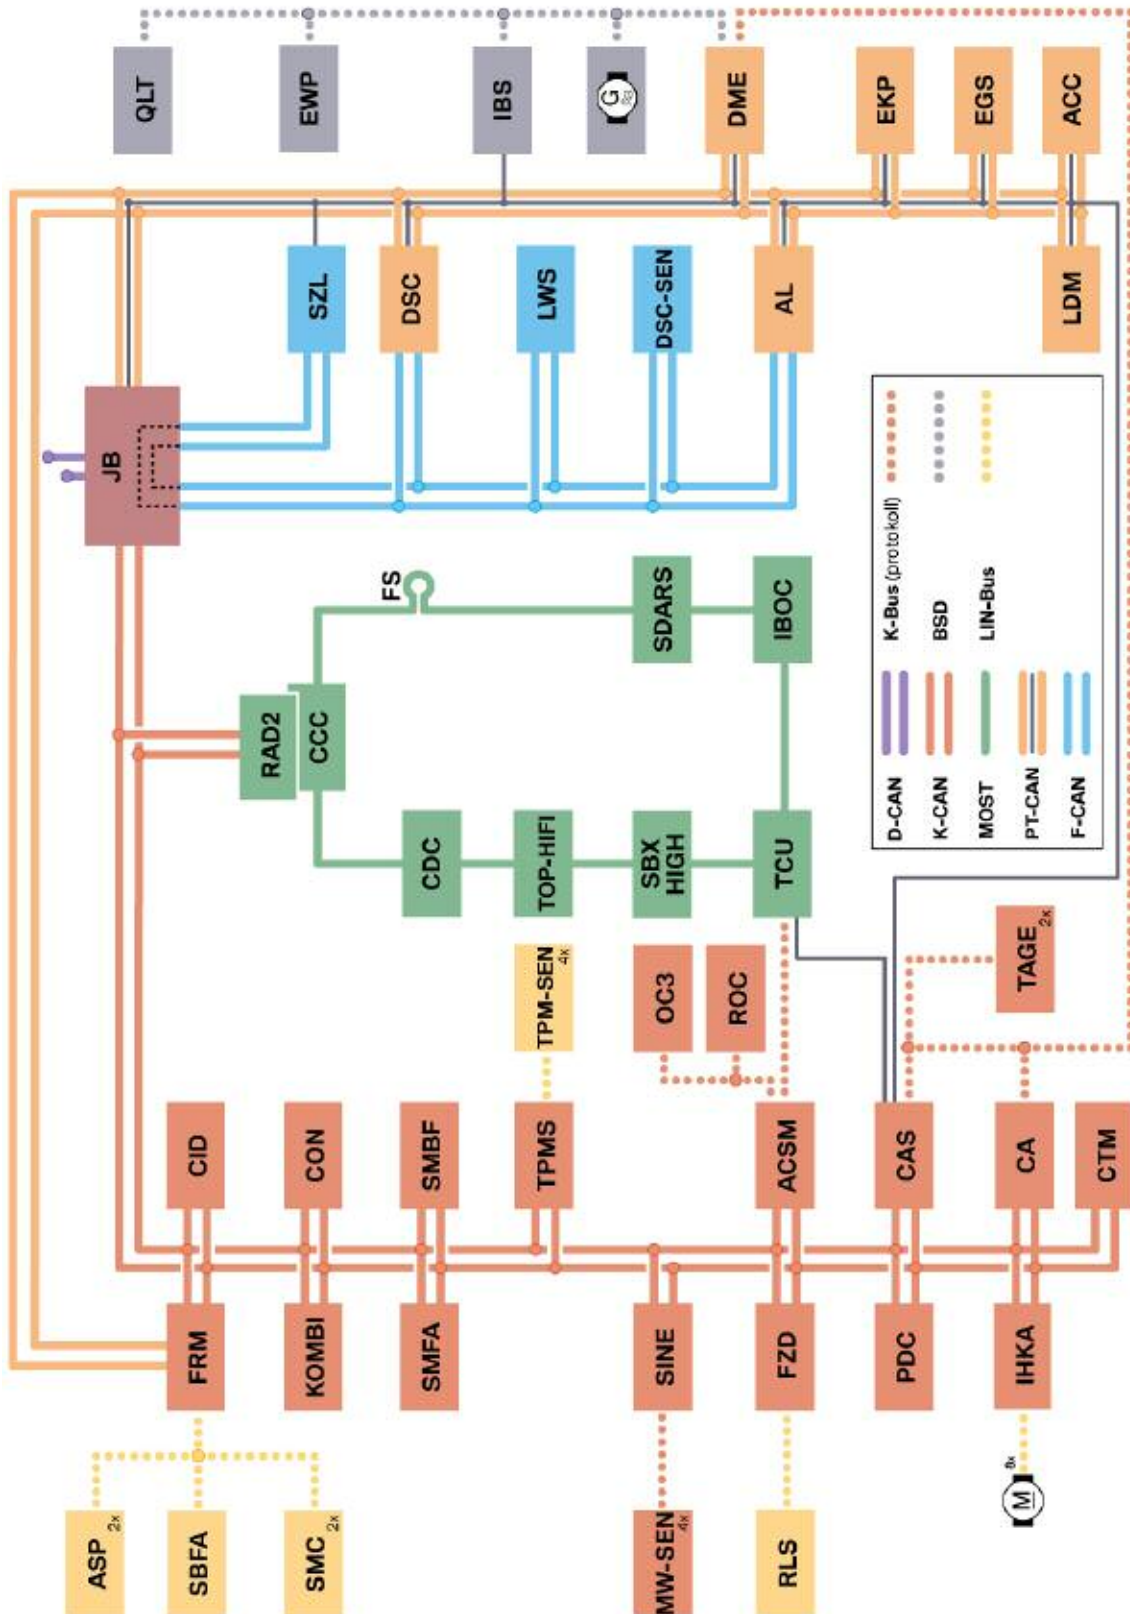 ASP
2x
JB
QLT
SBFA
FRM
CID
RAD2
SMC
2x
KOMBI
CON
CCC
SZL
EWP
FS
SMFA
SMBF
CDC
DSC
TPMS
TPM-SEN
4x
TOP-HIFI
LWS
IBS
G
MW-SEN
4x
SINE
OC3
SBX
HIGH
SDARS
DSC-SEN
ROC
DME
RLS
FZD
ACSM
TCU
IBOC
AL
PDC
CAS
EKP
M
8x
IHKA
CA
TAGE
2x
EGS
CTM
LDM
ACC
D-CAN
K-Bus (protokoll)
K-CAN
BSD
MOST
LIN-Bus
PT-CAN
F-CAN